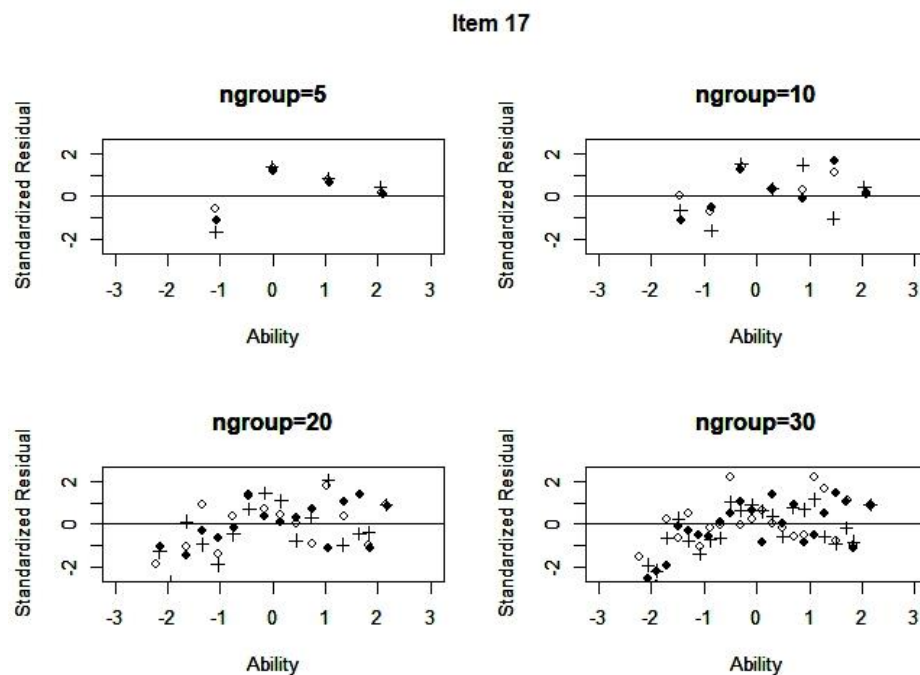 Item 17
ngroup=5
Standardized Residual
2
0
-2
-3 -2 -1 0 1 2 3
Ability
ngroup=10
Standardized Residual
2
0
-2
-3 -2 -1 0 1 2 3
Ability
ngroup=20
Standardized Residual
2
0
-2
-3 -2 -1 0 1 2 3
Ability
ngroup=30
Standardized Residual
2
0
-2
-3 -2 -1 0 1 2 3
Ability